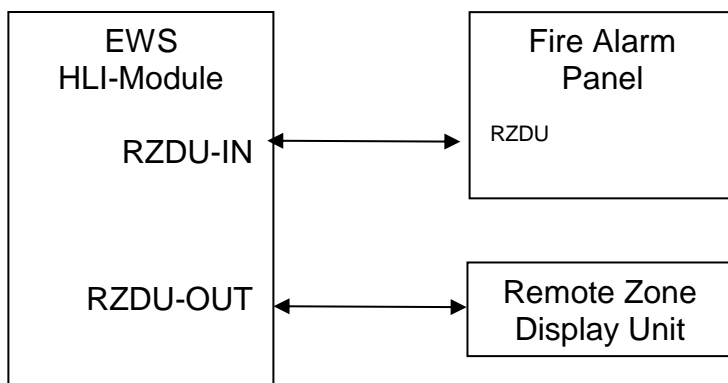 EWS
HLI-Module
RZDU-IN
RZDU-OUT
Fire Alarm
Panel
RZDU
Remote Zone
Display Unit